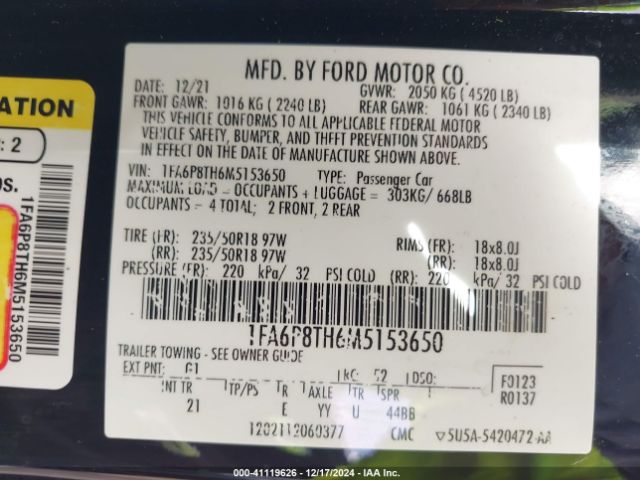 ATION
: 2
os.
1FA6P8TH6M5153650
MFD. BY FORD MOTOR CO.
DATE: 12/21
GVWR: 2050 KG ( 4520 LB)
FRONT GAWR: 1016 KG ( 2240 LB)
REAR GAWR: 1061 KG ( 2340 LB)
THIS VEHICLE CONFORMS TO ALL APPLICABLE FEDERAL MOTOR
VEHICLE SAFETY, BUMPER, AND THEFT PREVENTION STANDARDS
IN EFFECT ON THE DATE OF MANUFACTURE SHOWN ABOVE.
VIN: 1FA6P8TH6M5153650 TYPE: Passenger Car
MAXIMUM LOAD = OCCUPANTS + LUGGAGE = 303KG/ 668LB
OCCUPANTS = 4 TOTAL; 2 FRONT, 2 REAR
TIRE (FR): 235/50R18 97W RIMS (FR): 18x8.0J
(RR): 235/50R18 97W (RR): 18x8.0J
PRESSURE (FR): 220 kPa/ 32 PSI COLD (RR): 220 kPa/ 32 PSI COLD
1FA6P8TH6M5153650
TRAILER TOWING - SEE OWNER GUIDE
EXT PNT: G1 RC: 52 DSO:
F0123
R0137
INT TR TP/PS R AXLE TR SPR
21 E YY U 44BB
CMC 5U5A-5420472-AA
000-41119626 - 12/17/2024 - IAA Inc.